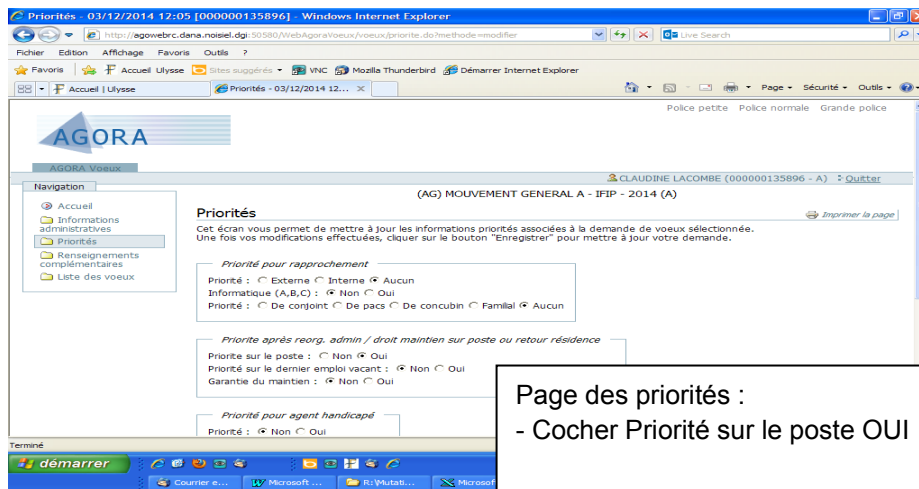 Priorités - 03/12/2014 12:05 [000000135896] - Windows Internet Explorer
http://agowebrc.dana.noisiel.dgi:50580/WebAgoraVoeux/voeux/priorite.do?methode=modifier
Live Search
Fichier Edition Affichage Favoris Outils ?
Favoris Accueil Ulysse Sites suggérés VNC Mozilla Thunderbird Démarrer Internet Explorer
Accueil | Ulysse Priorités - 03/12/2014 12... Page Sécurité Outils
Police petite Police normale Grande police
AGORA
AGORA Voeux
CLAUDINE LACOMBE (000000135896 - A) Quitter
Navigation
Accueil
Informations
administratives
Priorités
Renseignements
complémentaires
Liste des voeux
(AG) MOUVEMENT GENERAL A - IFIP - 2014 (A)
Priorités
Imprimer la page
Cet écran vous permet de mettre à jour les informations priorités associées à la demande de voeux sélectionnée.
Une fois vos modifications effectuées, cliquer sur le bouton "Enregistrer" pour mettre à jour votre demande.
Priorité pour rapprochement
Priorité : Externe Interne Aucun
Informatique (A,B,C) : Non Oui
Priorité : De conjoint De pacs De concubin Familial Aucun
Priorite après reorg. admin / droit maintien sur poste ou retour résidence
Priorite sur le poste : Non Oui
Priorité sur le dernier emploi vacant : Non Oui
Garantie du maintien : Non Oui
Priorité pour agent handicapé
Priorité : Non Oui
Page des priorités :
- Cocher Priorité sur le poste OUI
Terminé
démarrer
Courrier e... Microsoft ... R:\Mutati... Microsof